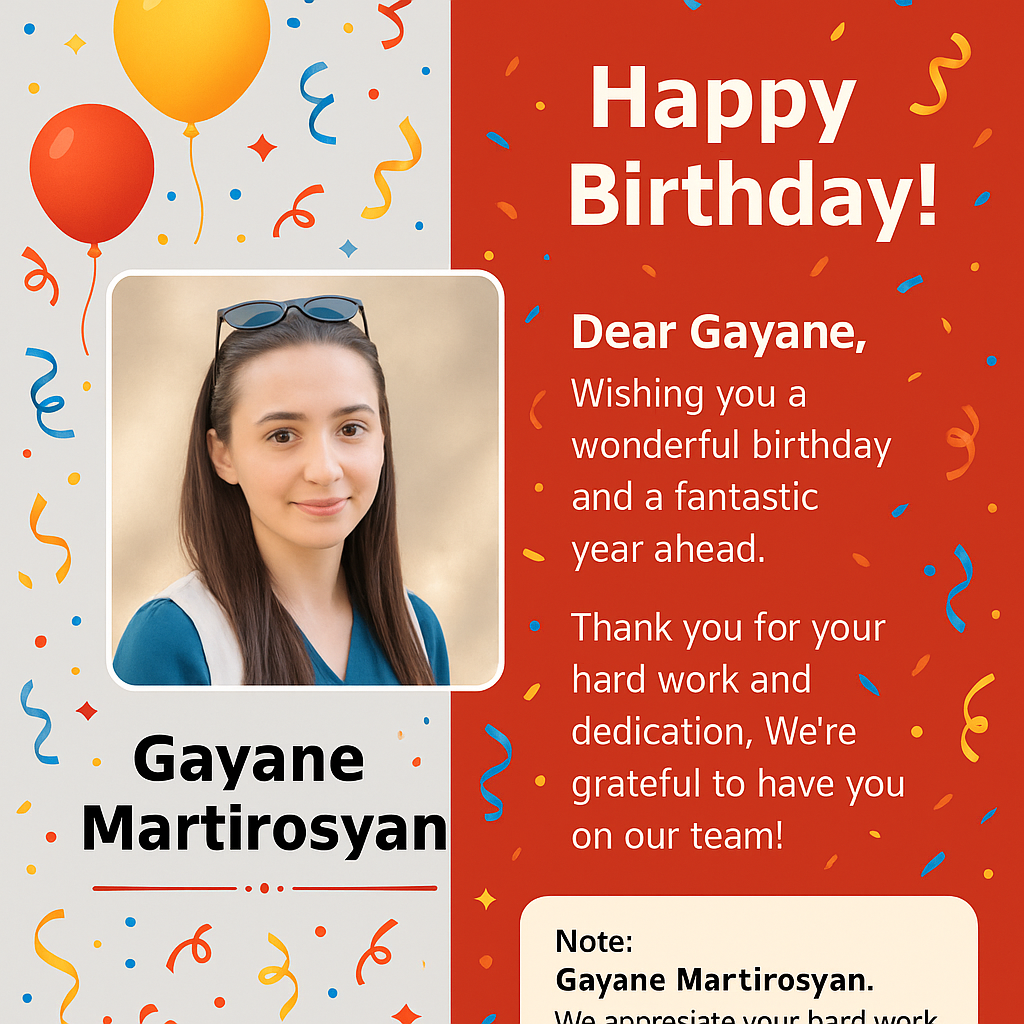 Happy
Birthday!
Dear Gayane,
Wishing you a
wonderful birthday
and a fantastic
year ahead.
Thank you for your
hard work and
dedication, We're
grateful to have you
on our team!
Gayane
Martirosyan
Note:
Gayane Martirosyan.
We appresiate your hard work